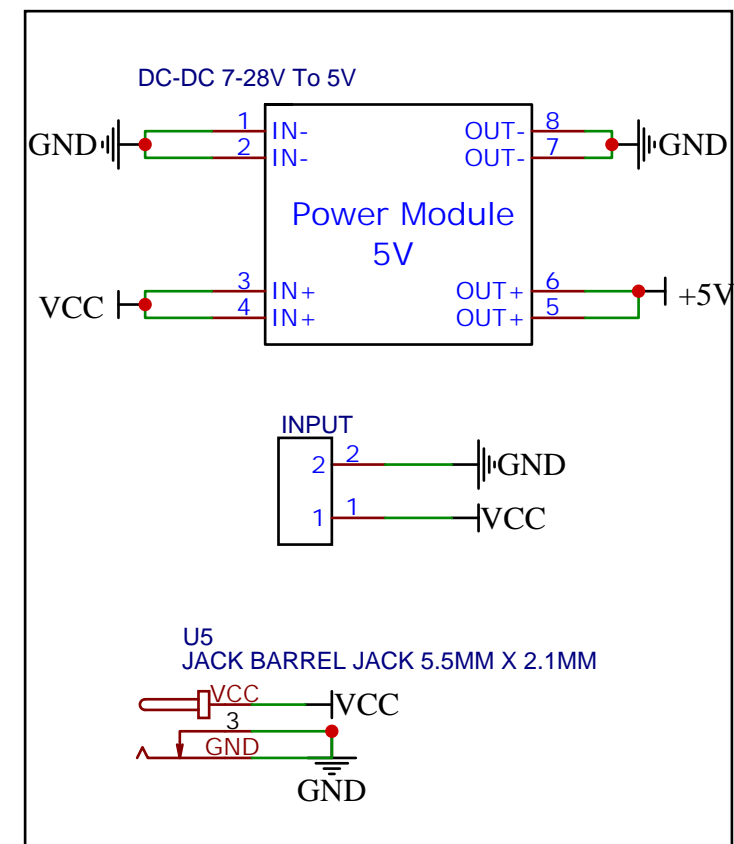 DC-DC 7-28V To 5V
GND 1 IN- OUT- 8 GND
2 IN- OUT- 7
Power Module
5V
VCC 3 IN+ OUT+ 6 +5V
4 IN+ OUT+ 5
INPUT
2 2 GND
1 1 VCC
U5
JACK BARREL JACK 5.5MM X 2.1MM
VCC VCC
3
GND
GND